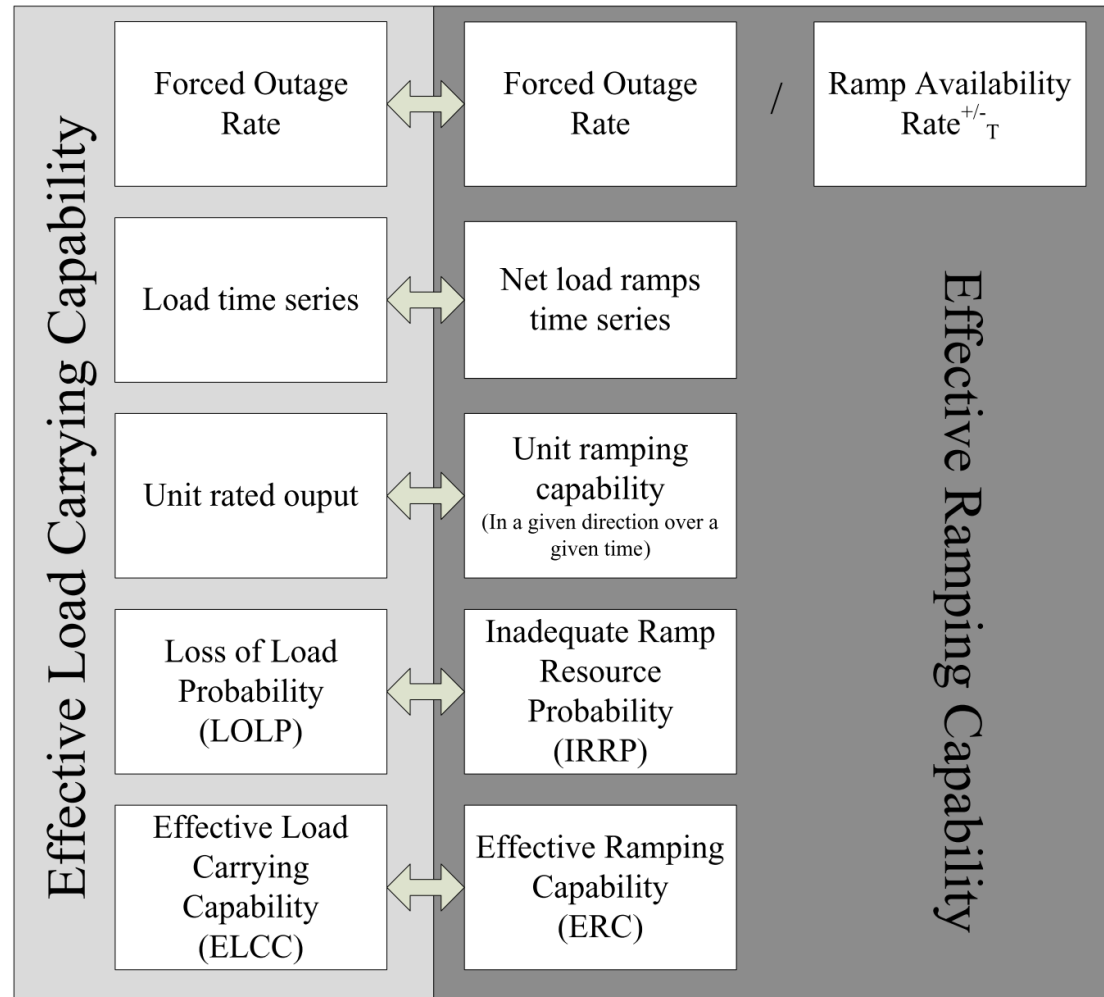 Effective Load Carrying Capability
Forced Outage
Rate
Forced Outage
Rate
/
Ramp Availability
Rate+/-T
Load time series
Net load ramps
time series
Unit rated ouput
Unit ramping
capability
(In a given direction over a
given time)
Loss of Load
Probability
(LOLP)
Inadequate Ramp
Resource
Probability
(IRRP)
Effective Load
Carrying
Capability
(ELCC)
Effective Ramping
Capability
(ERC)
Effective Ramping Capability